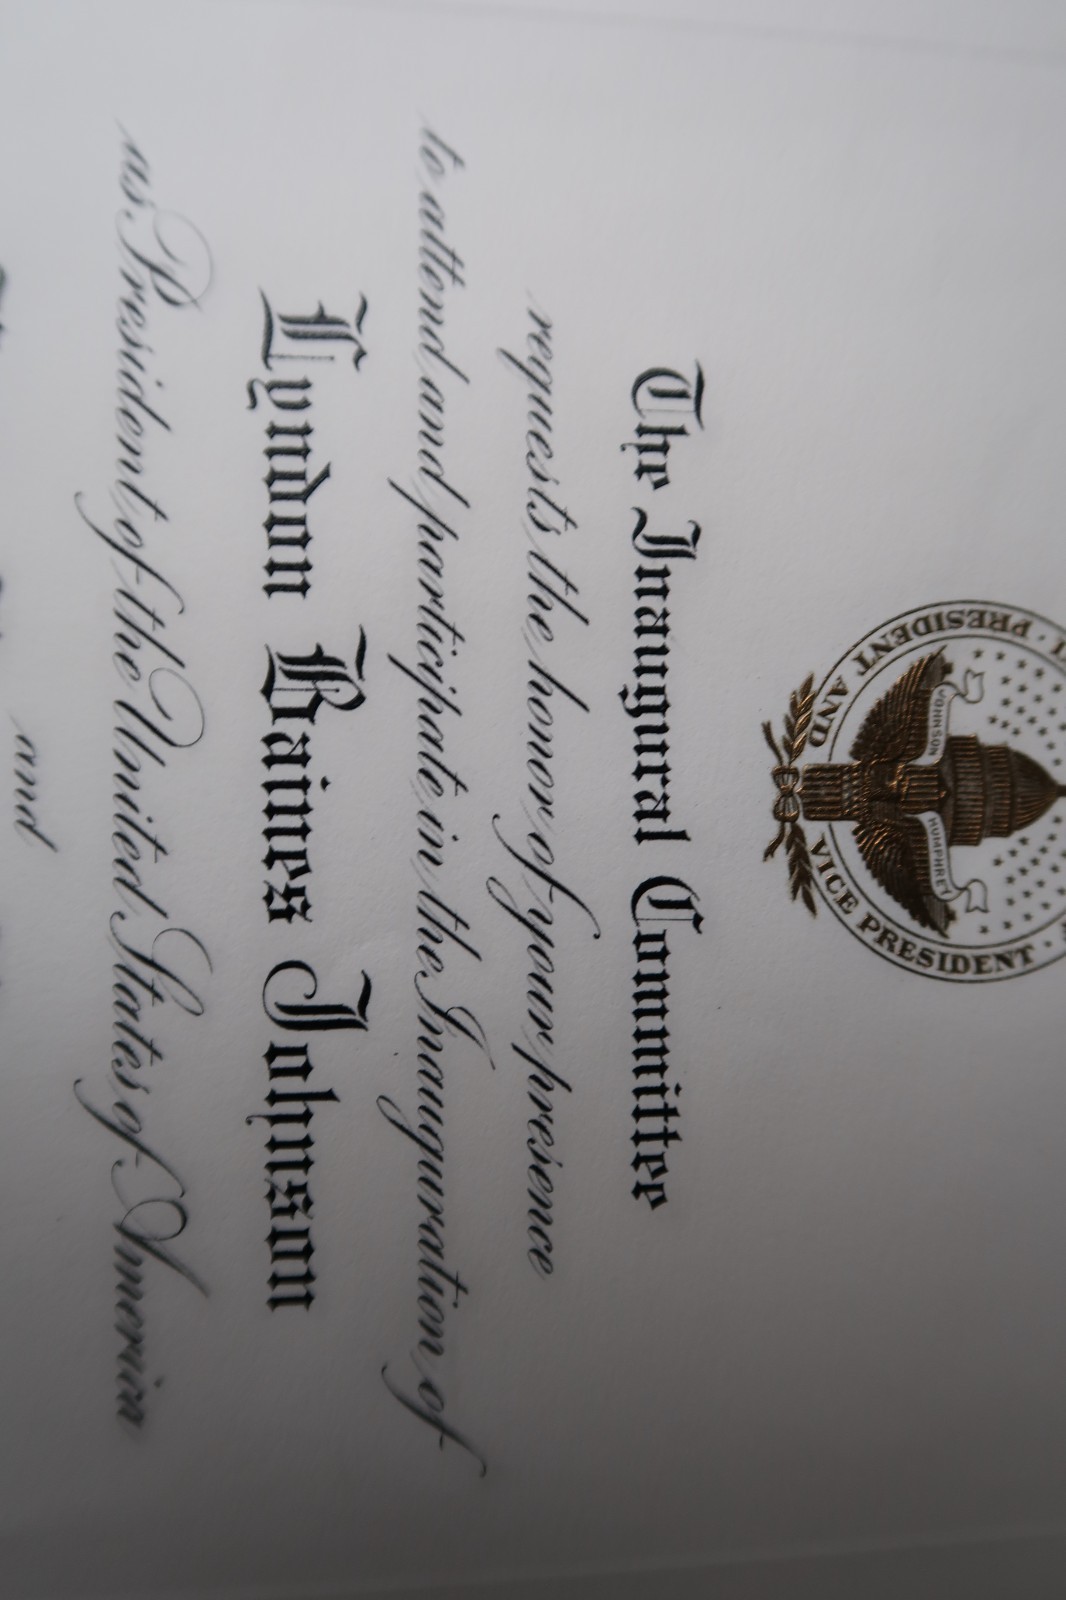 PRESIDENT AND
VICE PRESIDENT
JOHNSON
HUMPHREY
The Inaugural Committee
requests the honor of your presence
to attend and participate in the Inauguration of
Lyndon Baines Johnson
as President of the United States of America
and